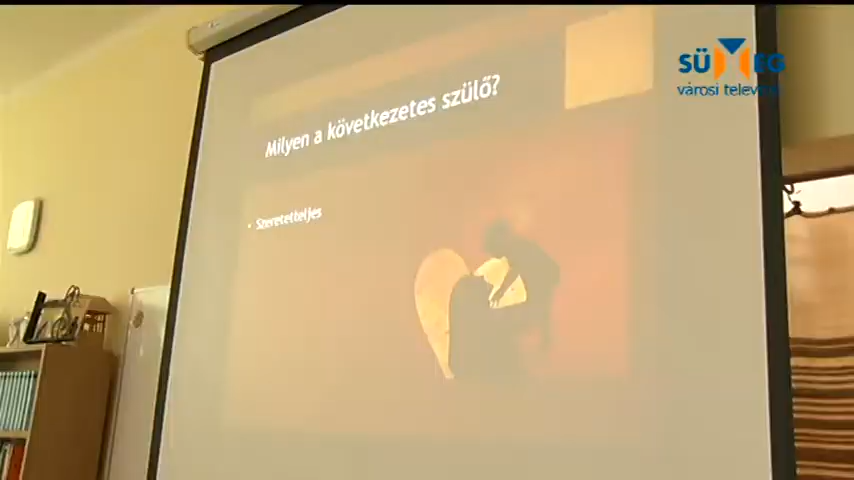 SÜMEG
városi televízió
Milyen a következetes szülő?
• Szeretetteljes